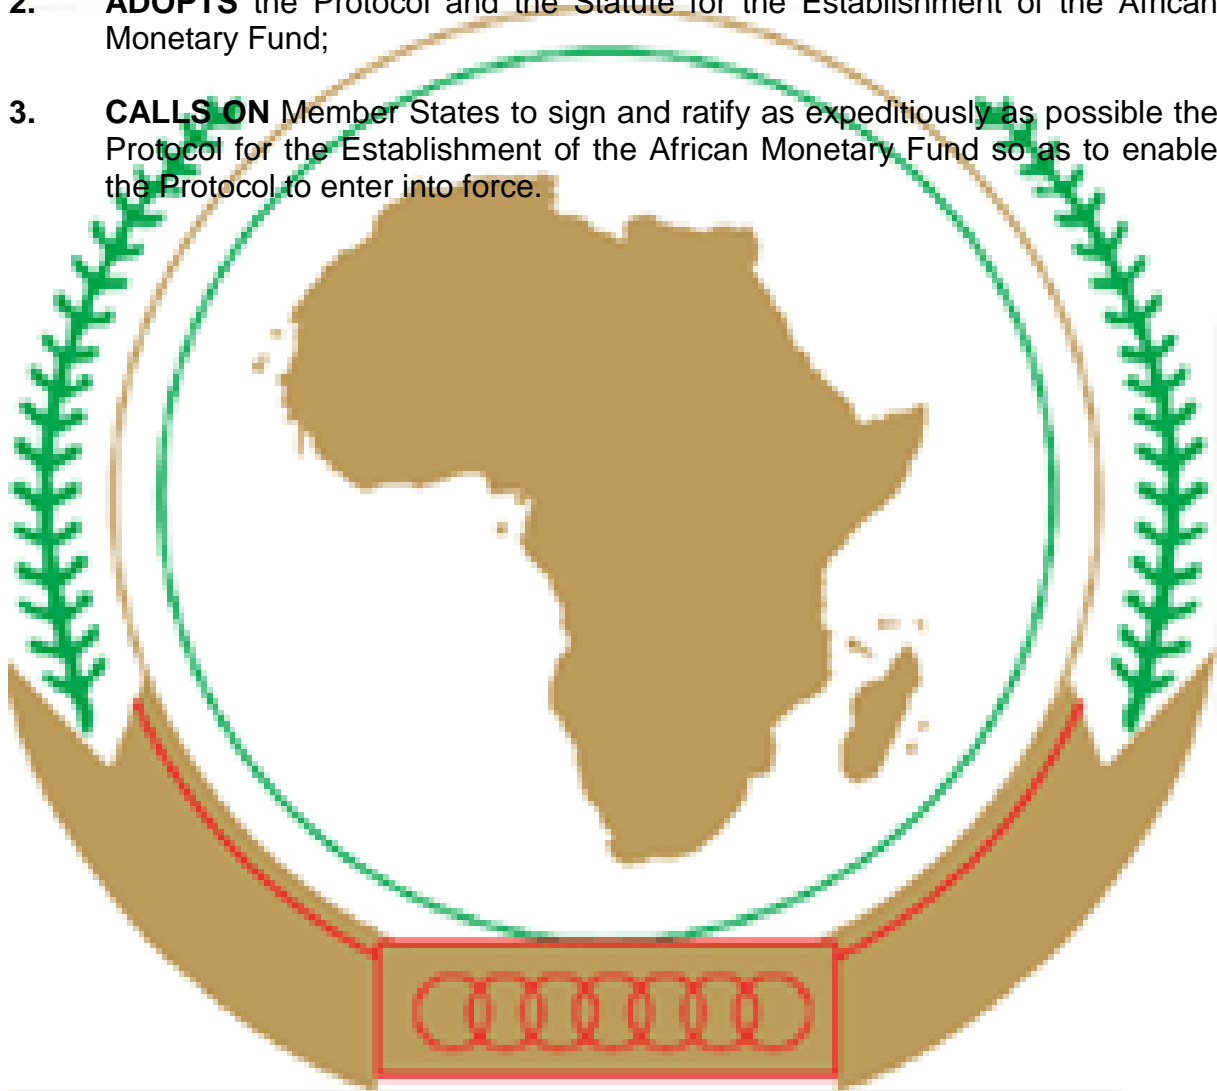 2. ADOPTS the Protocol and the Statute for the Establishment of the African
Monetary Fund;
3. CALLS ON Member States to sign and ratify as expeditiously as possible the
Protocol for the Establishment of the African Monetary Fund so as to enable
the Protocol to enter into force.